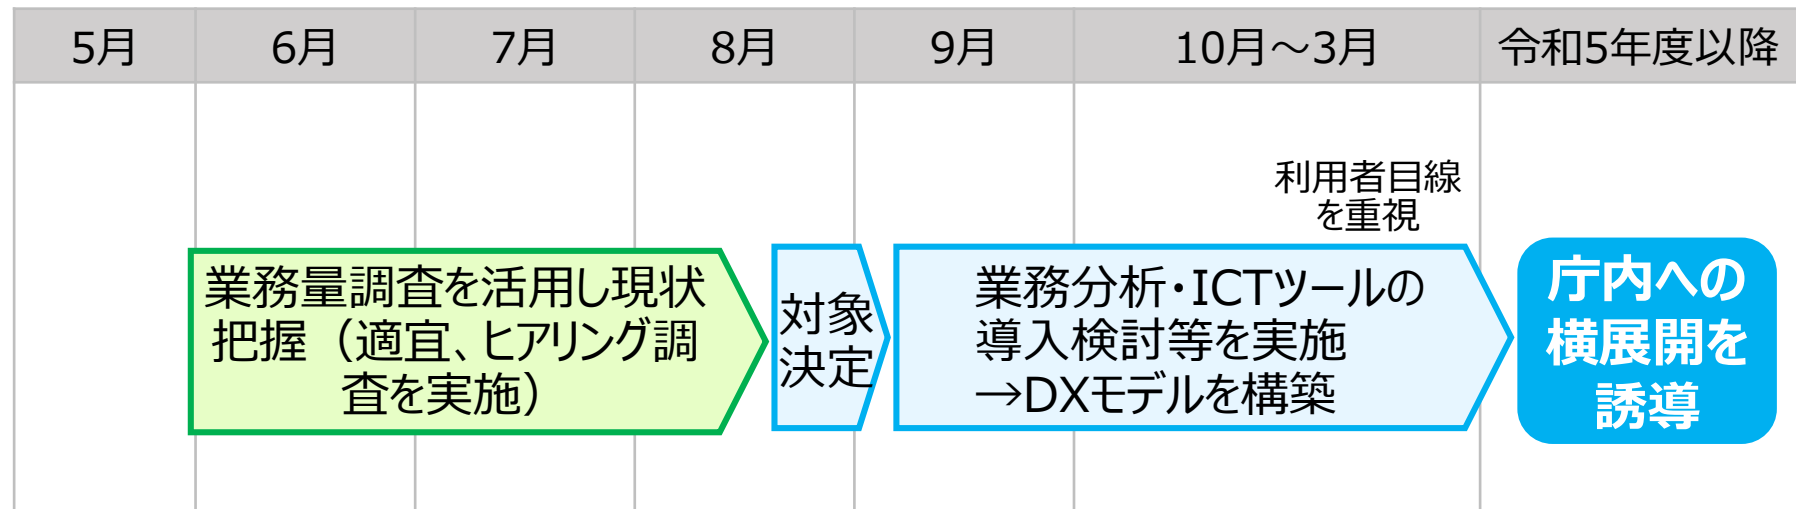 5月 6月 7月 8月 9月 10月～3月 令和5年度以降
利用者目線
を重視
業務量調査を活用し現状
把握（適宜、ヒアリング調
査を実施）
対象
決定
業務分析・ICTツールの
導入検討等を実施
→DXモデルを構築
庁内への
横展開を
誘導